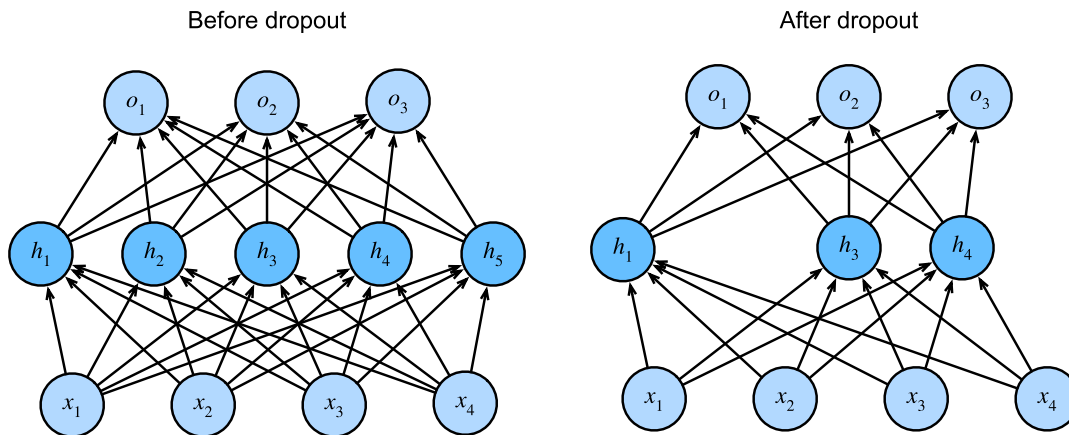 Before dropout
o1 o2 o3
h1 h2 h3 h4 h5
x1 x2 x3 x4
After dropout
o1 o2 o3
h1 h3 h4
x1 x2 x3 x4